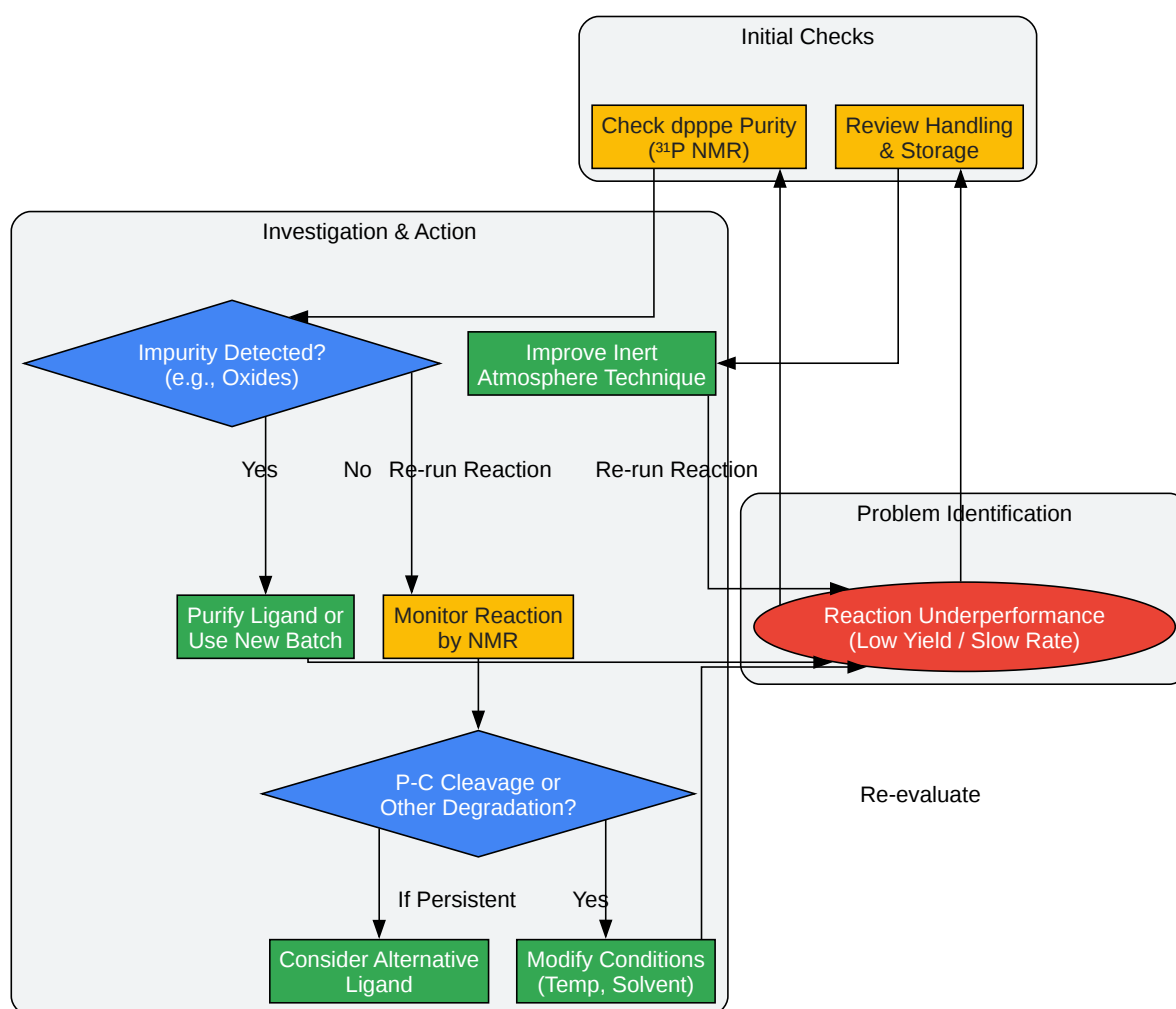 Initial Checks
Check dpppe Purity
(³¹P NMR)
Review Handling
& Storage
Investigation & Action
Impurity Detected?
(e.g., Oxides)
Improve Inert
Atmosphere Technique
Yes
No
Re-run Reaction
Re-run Reaction
Problem Identification
Purify Ligand or
Use New Batch
Monitor Reaction
by NMR
Reaction Underperformance
(Low Yield / Slow Rate)
P-C Cleavage or
Other Degradation?
Re-evaluate
If Persistent
Yes
Consider Alternative
Ligand
Modify Conditions
(Temp, Solvent)